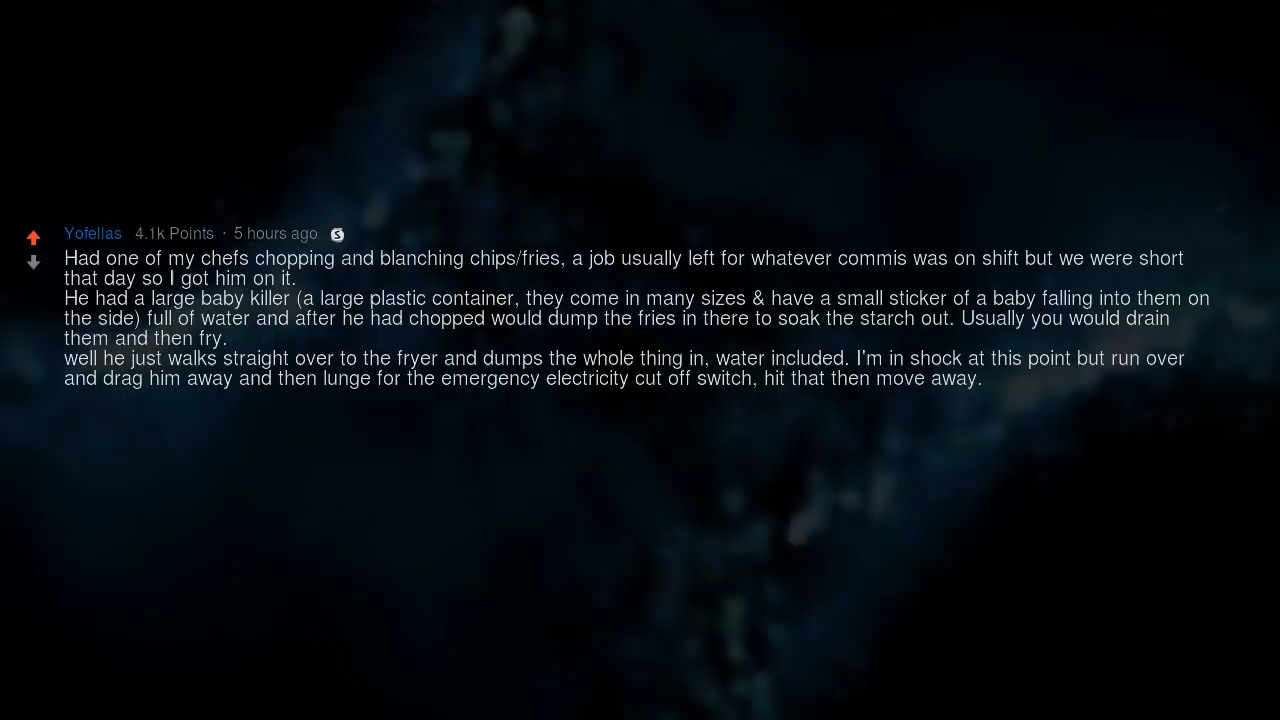 Yofellas 4.1k Points · 5 hours ago S
Had one of my chefs chopping and blanching chips/fries, a job usually left for whatever commis was on shift but we were short
that day so I got him on it.
He had a large baby killer (a large plastic container, they come in many sizes & have a small sticker of a baby falling into them on
the side) full of water and after he had chopped would dump the fries in there to soak the starch out. Usually you would drain
them and then fry.
well he just walks straight over to the fryer and dumps the whole thing in, water included. I'm in shock at this point but run over
and drag him away and then lunge for the emergency electricity cut off switch, hit that then move away.